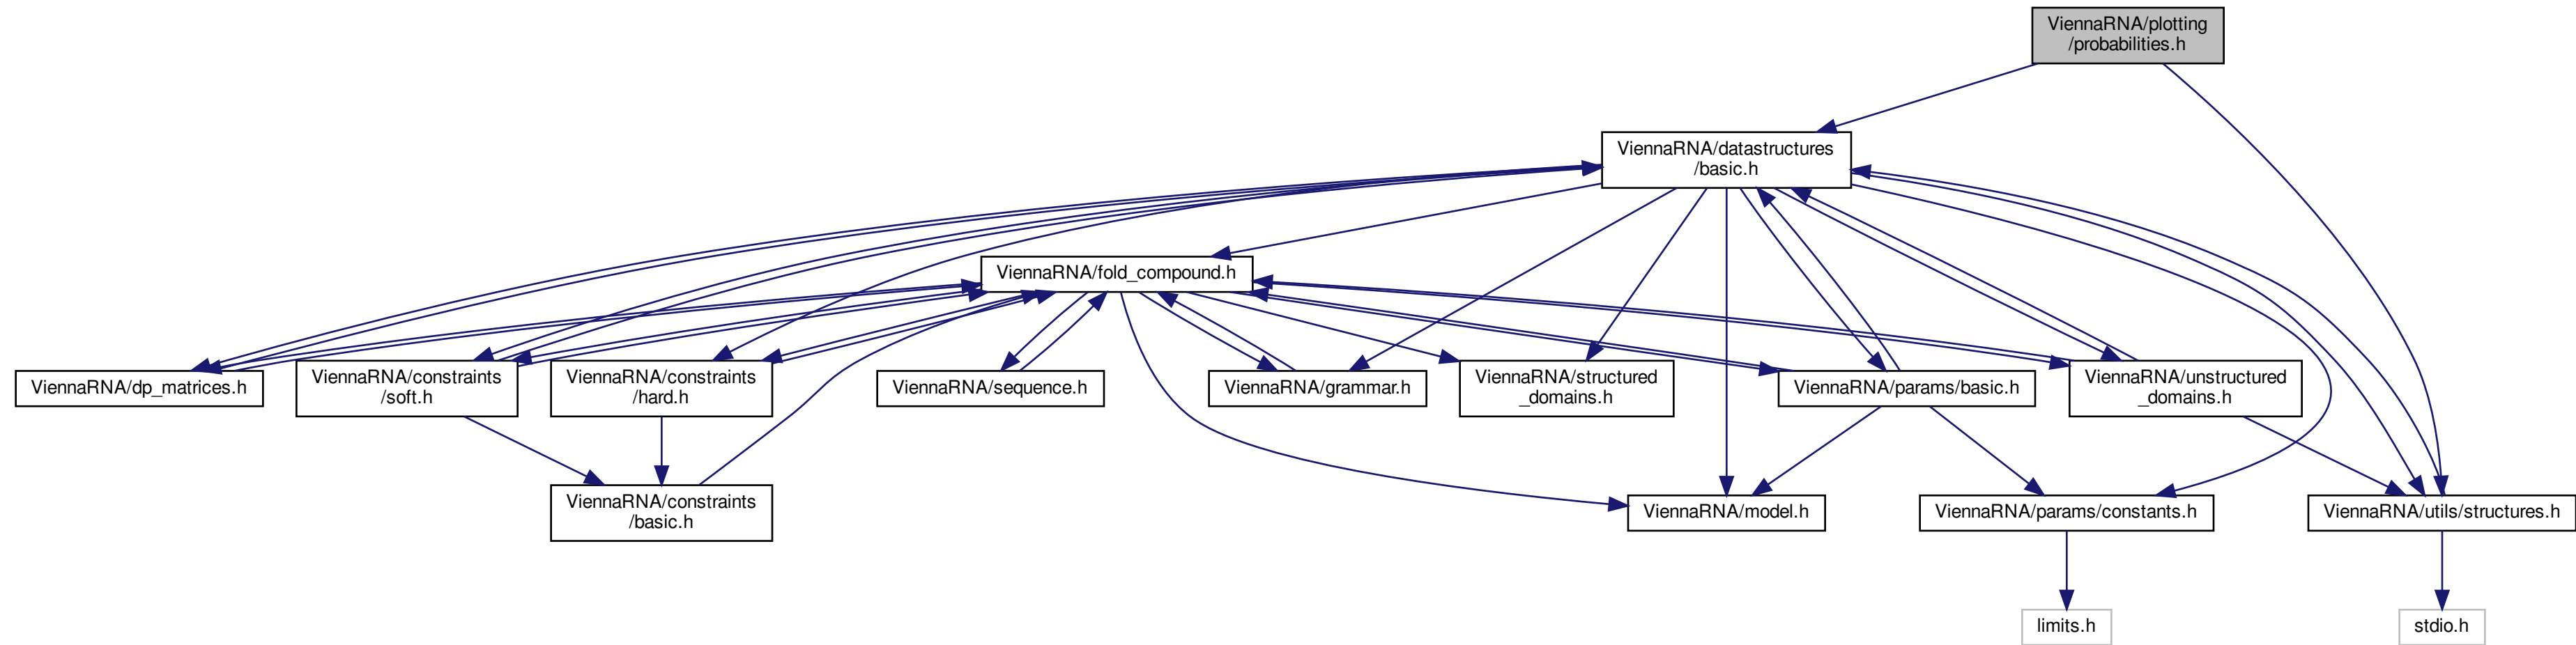 ViennaRNA/plotting
/probabilities.h
ViennaRNA/datastructures
/basic.h
ViennaRNA/fold_compound.h
ViennaRNA/dp_matrices.h
ViennaRNA/constraints
/soft.h
ViennaRNA/constraints
/hard.h
ViennaRNA/sequence.h
ViennaRNA/grammar.h
ViennaRNA/structured
_domains.h
ViennaRNA/params/basic.h
ViennaRNA/unstructured
_domains.h
ViennaRNA/constraints
/basic.h
ViennaRNA/model.h
ViennaRNA/params/constants.h
ViennaRNA/utils/structures.h
limits.h
stdio.h